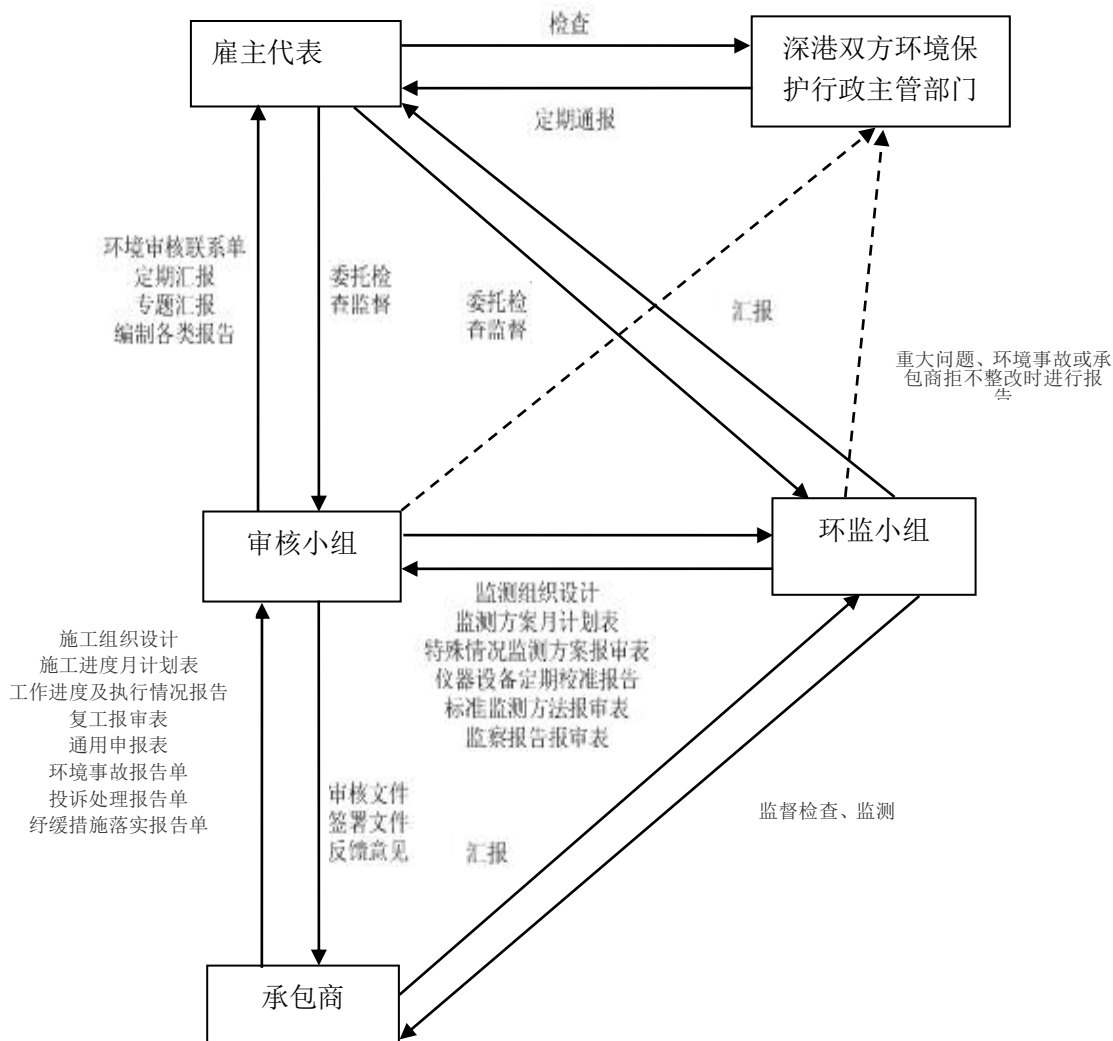 检查
雇主代表
深港双方环境保
护行政主管部门
定期通报
环境审核联系单
定期汇报
专题汇报
编制各类报告
委托检
查监督
委托检
查监督
汇报
重大问题、环境事故或承
包商拒不整改时进行报
告
审核小组
环监小组
监测组织设计
监测方案月计划表
特殊情况监测方案报审表
仪器设备定期校准报告
标准监测方法报审表
监察报告报审表
施工组织设计
施工进度月计划表
工作进度及执行情况报告
复工报审表
通用申报表
环境事故报告单
投诉处理报告单
纾缓措施落实报告单
审核文件
签署文件
反馈意见
汇报
监督检查、监测
承包商